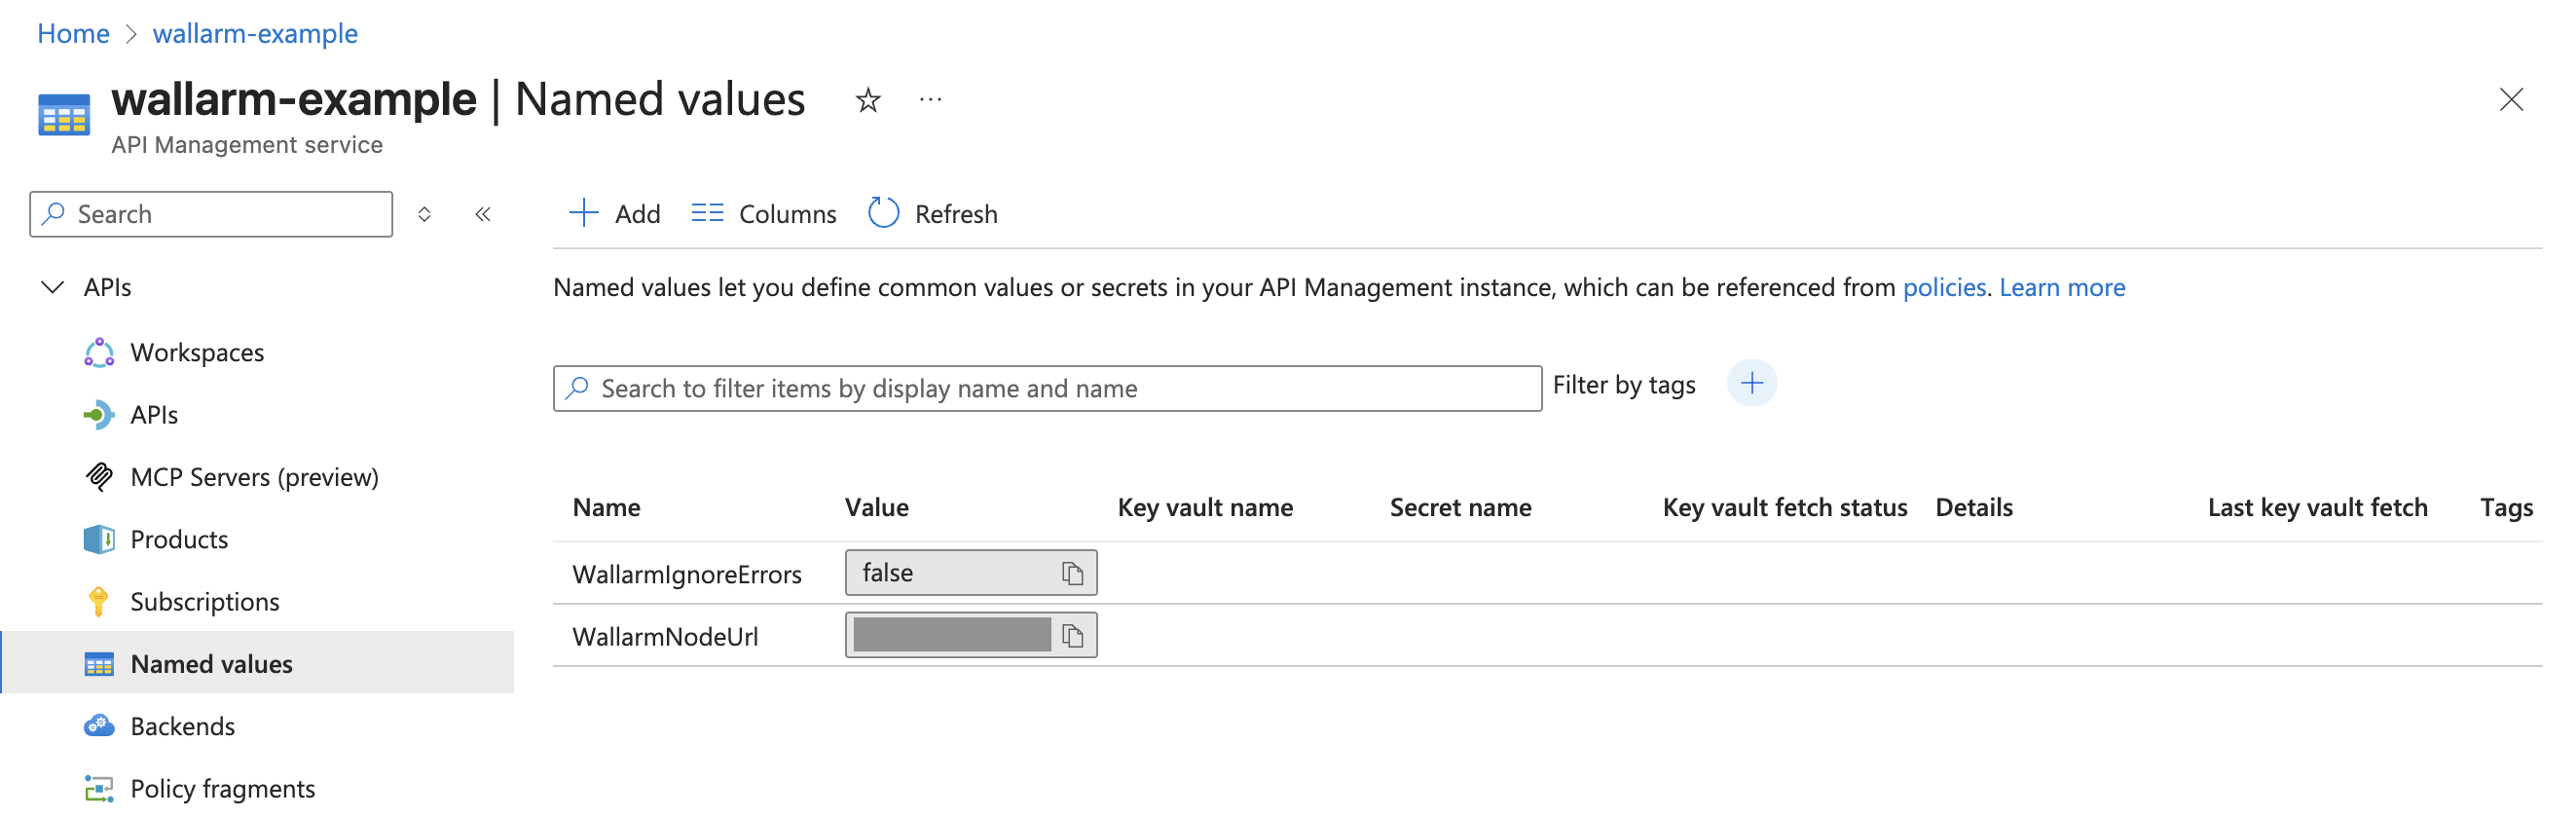 Home > wallarm-example
wallarm-example | Named values
API Management service
Search
Add
Columns
Refresh
APIs
Workspaces
APIs
MCP Servers (preview)
Products
Subscriptions
Named values
Backends
Policy fragments
Named values let you define common values or secrets in your API Management instance, which can be referenced from policies. Learn more
Search to filter items by display name and name
Filter by tags
Name Value Key vault name Secret name Key vault fetch status Details Last key vault fetch Tags
WallarmIgnoreErrors false
WallarmNodeUrl